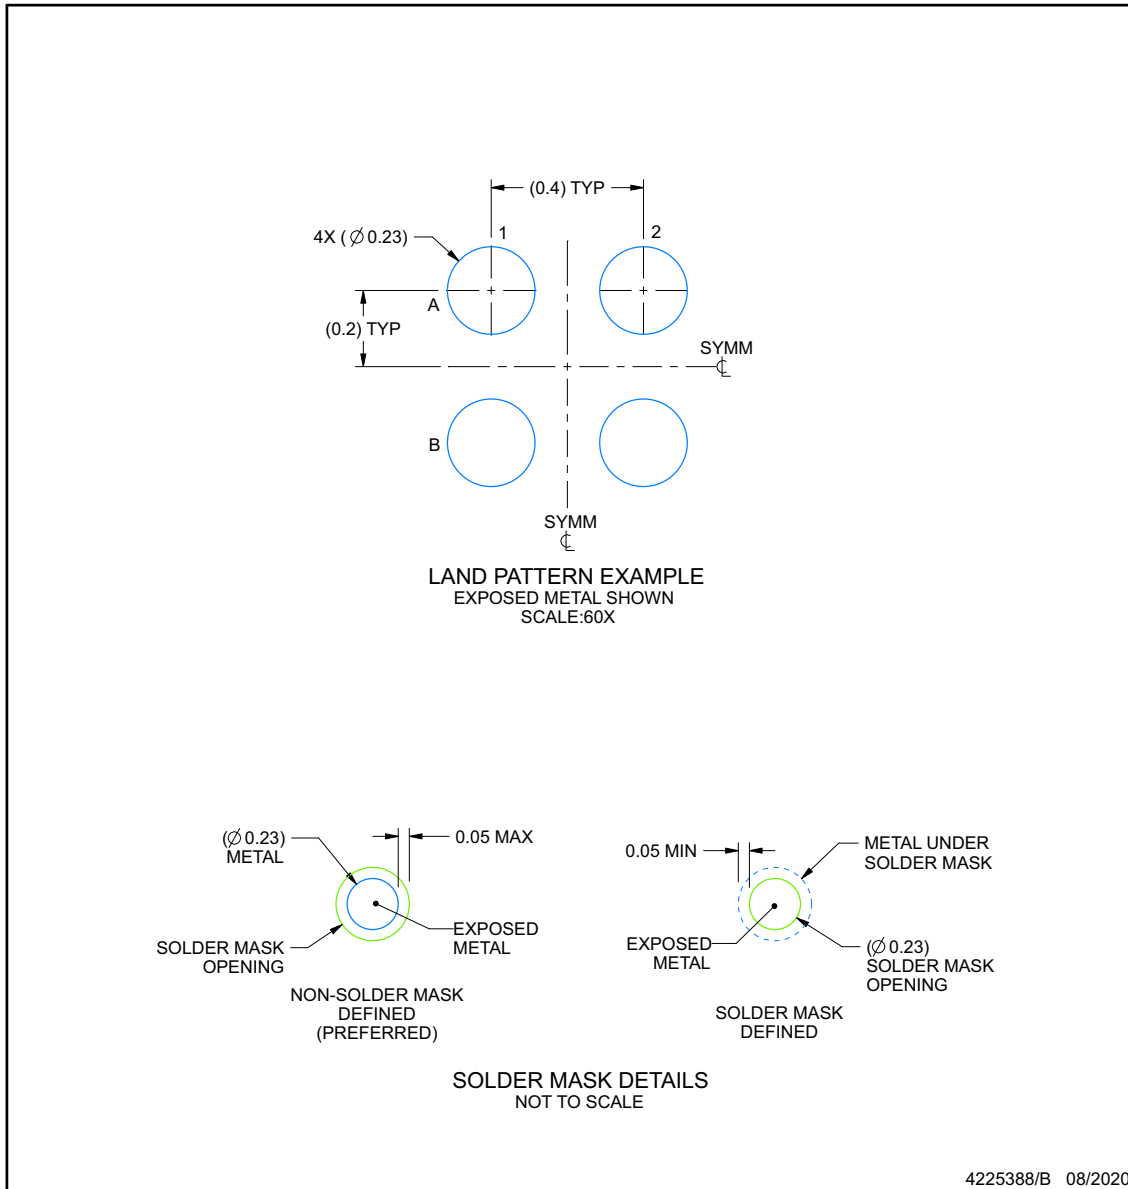 (0.4) TYP
1
2
4X ( ∅ 0.23)
A
(0.2) TYP
SYMM
℄
B
SYMM
℄
LAND PATTERN EXAMPLE
EXPOSED METAL SHOWN
SCALE:60X
(∅ 0.23)
METAL
0.05 MAX
EXPOSED
METAL
SOLDER MASK
OPENING
NON-SOLDER MASK
DEFINED
(PREFERRED)
0.05 MIN
METAL UNDER
SOLDER MASK
EXPOSED
METAL
(∅ 0.23)
SOLDER MASK
OPENING
SOLDER MASK
DEFINED
SOLDER MASK DETAILS
NOT TO SCALE
4225388/B 08/2020